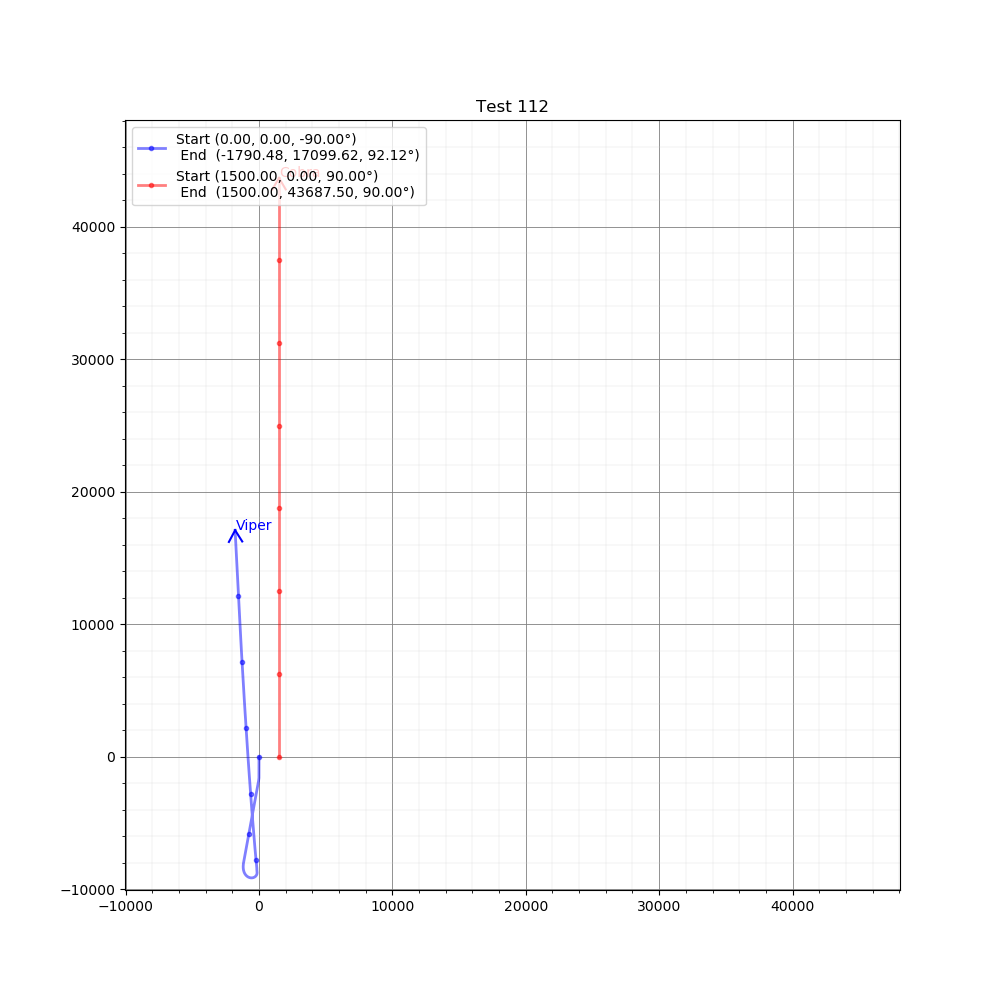 Test 112
Start (0.00, 0.00, -90.00°)
End (-1790.48, 17099.62, 92.12°)
Start (1500.00, 0.00, 90.00°)
End (1500.00, 43687.50, 90.00°)
40000
30000
20000
Viper
10000
0
−10000
−10000 0 10000 20000 30000 40000